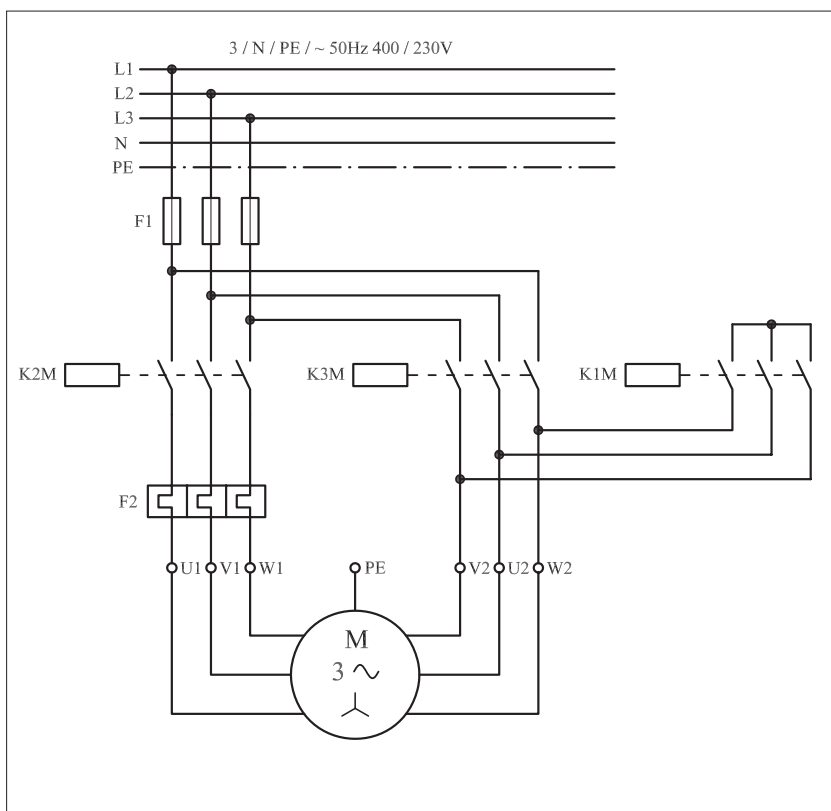 3 / N / PE / ~ 50Hz 400 / 230V
L1
L2
L3
N
PE
F1
K2M
K3M
K1M
F2
U1 V1 W1 PE V2 U2 W2
M
3 ~